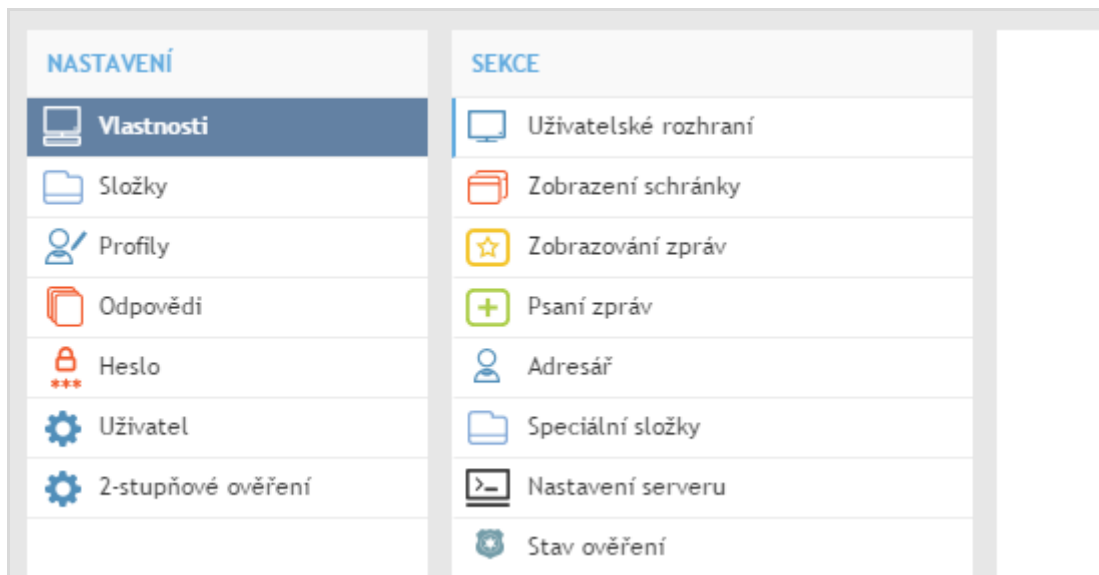 NASTAVENÍ
Vlastnosti
Složky
Profily
Odpovědi
Heslo
Uživatel
2-stupňové ověření
SEKCE
Uživatelské rozhraní
Zobrazení schránky
Zobrazování zpráv
Psaní zpráv
Adresář
Speciální složky
Nastavení serveru
Stav ověření